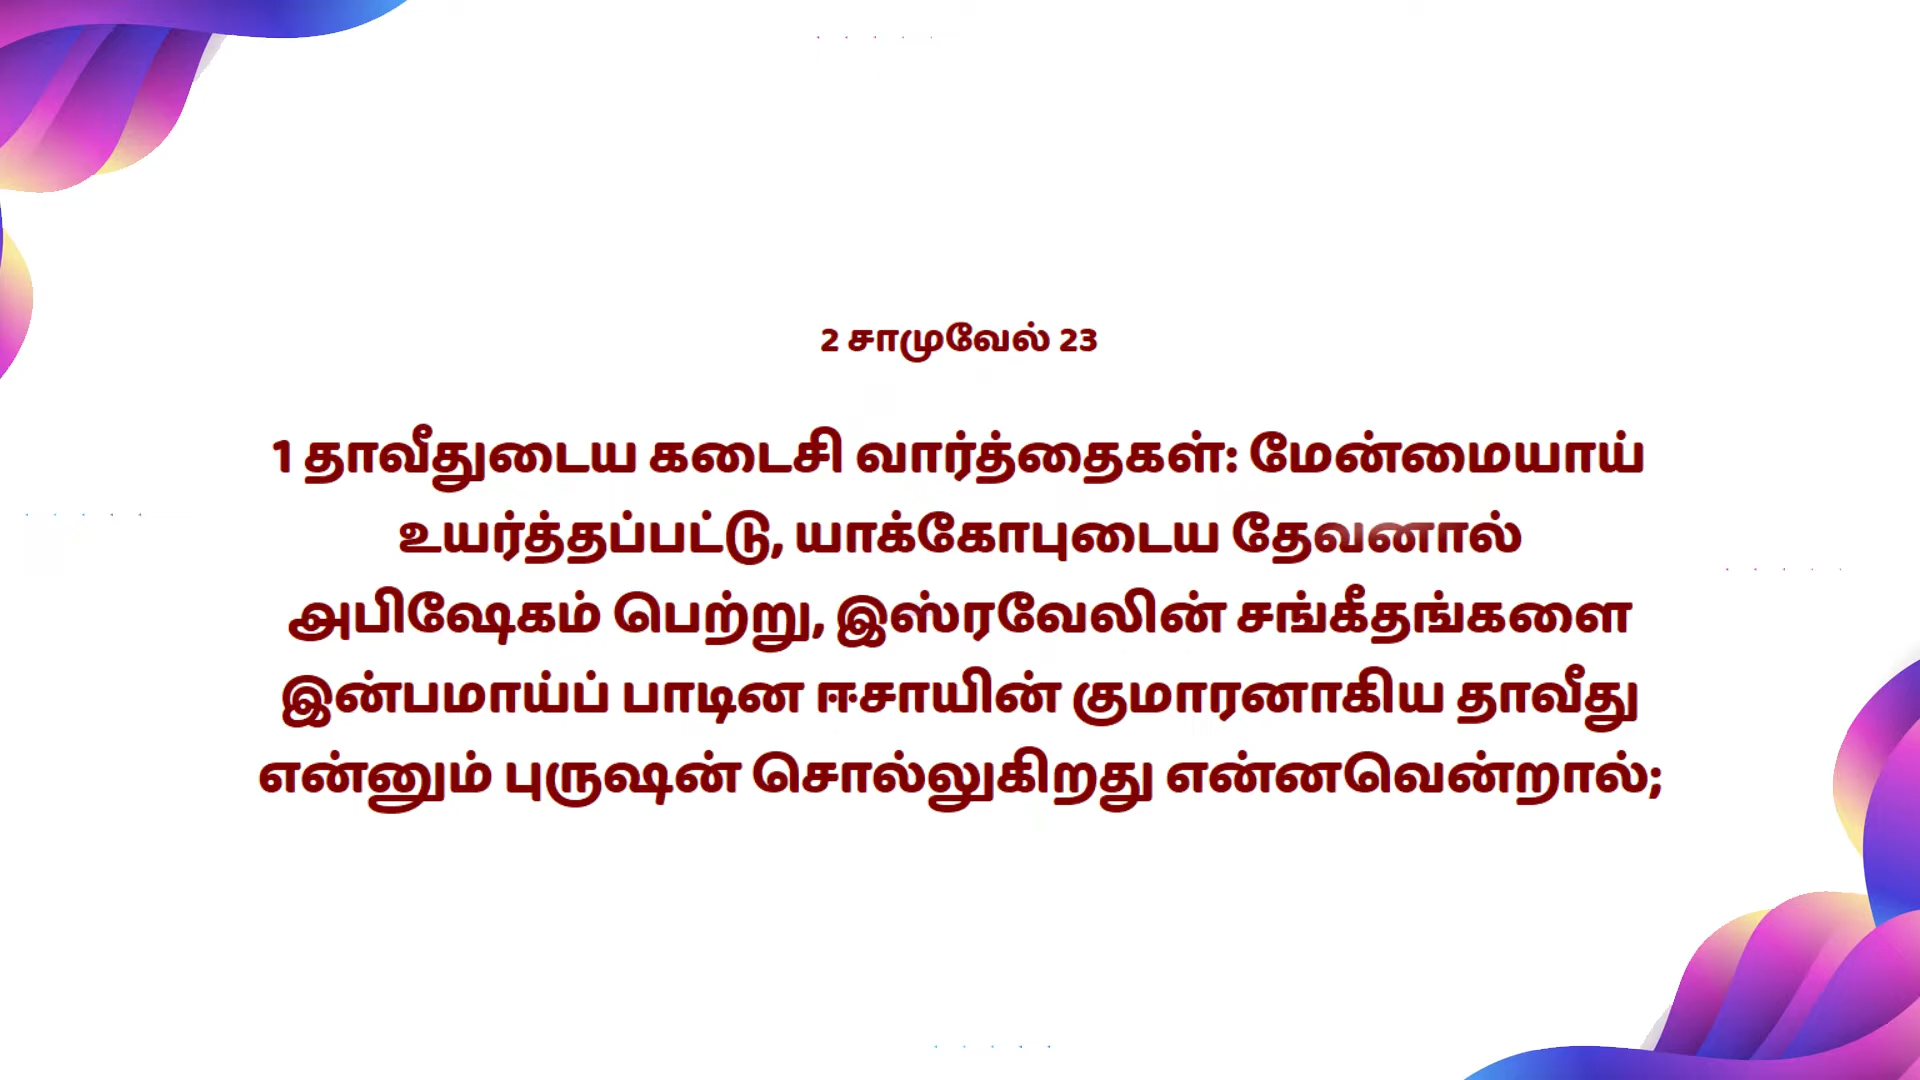 2 சாமுவேல் 23
1 தாவீதுடைய கடைசி வார்த்தைகள்: மேன்மையாய்
உயர்த்தப்பட்டு, யாக்கோபுடைய தேவனால்
அபிஷேகம் பெற்று, இஸ்ரவேலின் சங்கீதங்களை
இன்பமாய்ப் பாடின ஈசாயின் குமாரனாகிய தாவீது
என்னும் புருஷன் சொல்லுகிறது என்னவென்றால்;